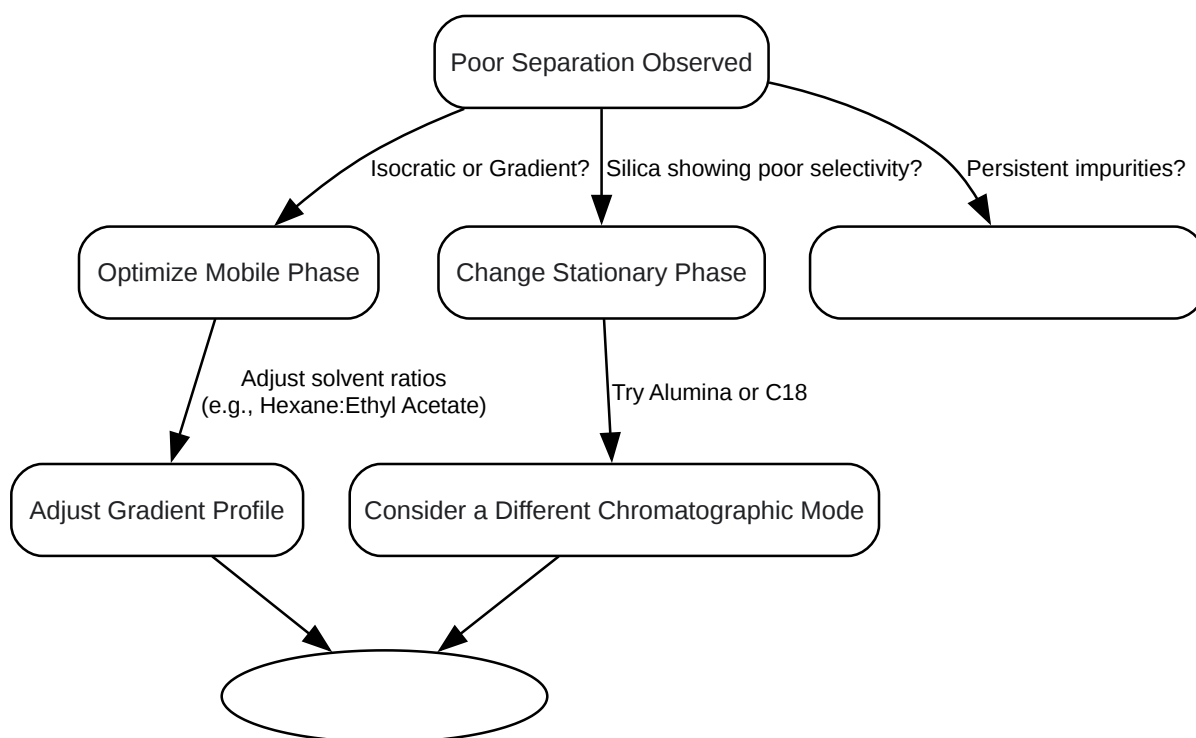 Poor Separation Observed
Isocratic or Gradient?
Silica showing poor selectivity?
Persistent impurities?
Optimize Mobile Phase
Change Stationary Phase
Adjust solvent ratios
(e.g., Hexane:Ethyl Acetate)
Try Alumina or C18
Adjust Gradient Profile
Consider a Different Chromatographic Mode